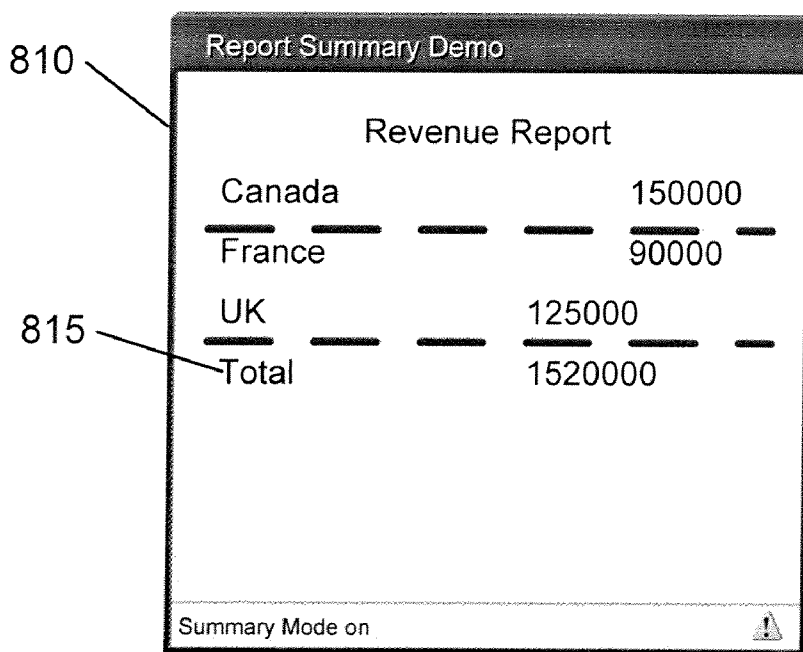 Report Summary Demo
810
Revenue Report
Canada 150000
France 90000
UK 125000
815
Total 1520000
Summary Mode on